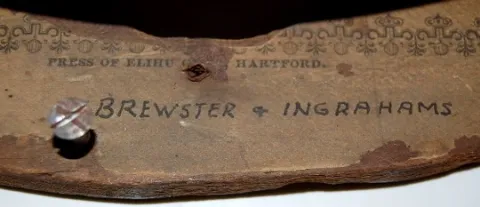 PRESS OF ELIHU HARTFORD.
BREWSTER & INGRAHAMS